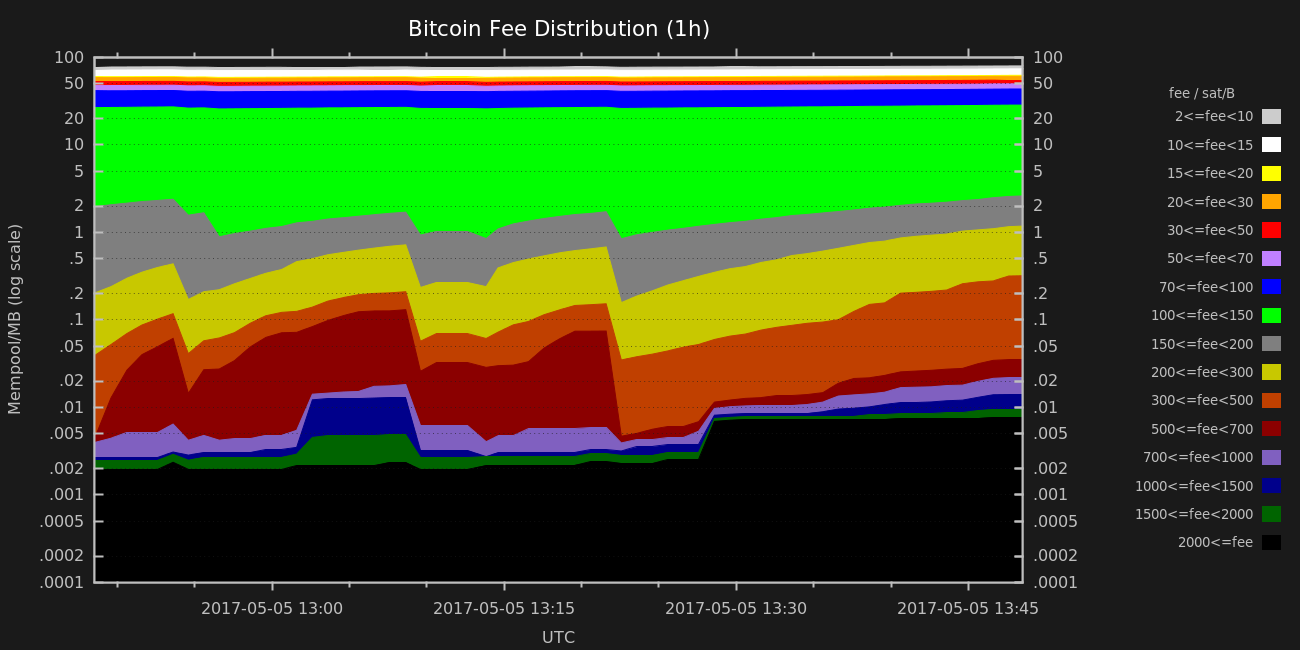 Bitcoin Fee Distribution (1h)
Mempool/MB (log scale)
100
50
20
10
5
2
1
.5
.2
.1
.05
.02
.01
.005
.002
.001
.0005
.0002
.0001
100
50
20
10
5
2
1
.5
.2
.1
.05
.02
.01
.005
.002
.001
.0005
.0002
.0001
2017-05-05 13:00
2017-05-05 13:15
2017-05-05 13:30
2017-05-05 13:45
UTC
fee / sat/B
2<=fee<10
10<=fee<15
15<=fee<20
20<=fee<30
30<=fee<50
50<=fee<70
70<=fee<100
100<=fee<150
150<=fee<200
200<=fee<300
300<=fee<500
500<=fee<700
700<=fee<1000
1000<=fee<1500
1500<=fee<2000
2000<=fee